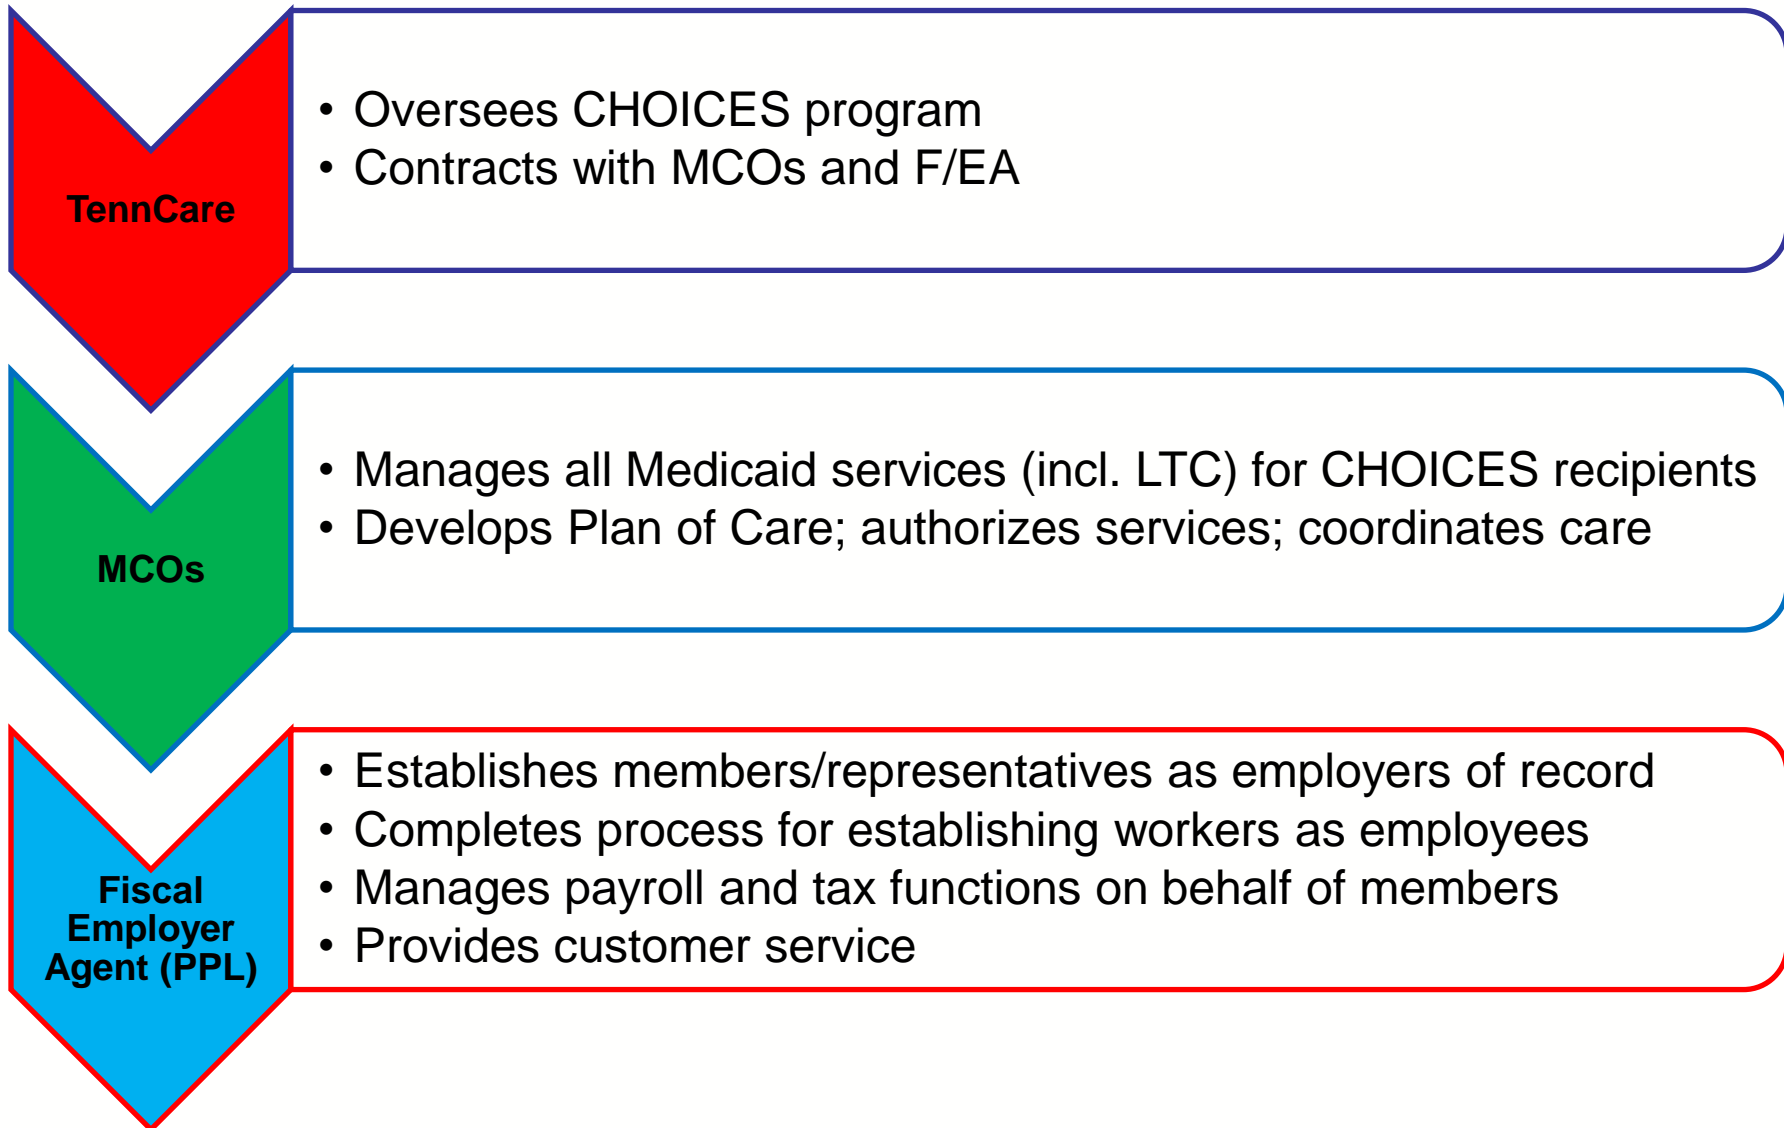 TennCare
• Oversees CHOICES program
• Contracts with MCOs and F/EA
MCOs
• Manages all Medicaid services (incl. LTC) for CHOICES recipients
• Develops Plan of Care; authorizes services; coordinates care
Fiscal
Employer
Agent (PPL)
• Establishes members/representatives as employers of record
• Completes process for establishing workers as employees
• Manages payroll and tax functions on behalf of members
• Provides customer service